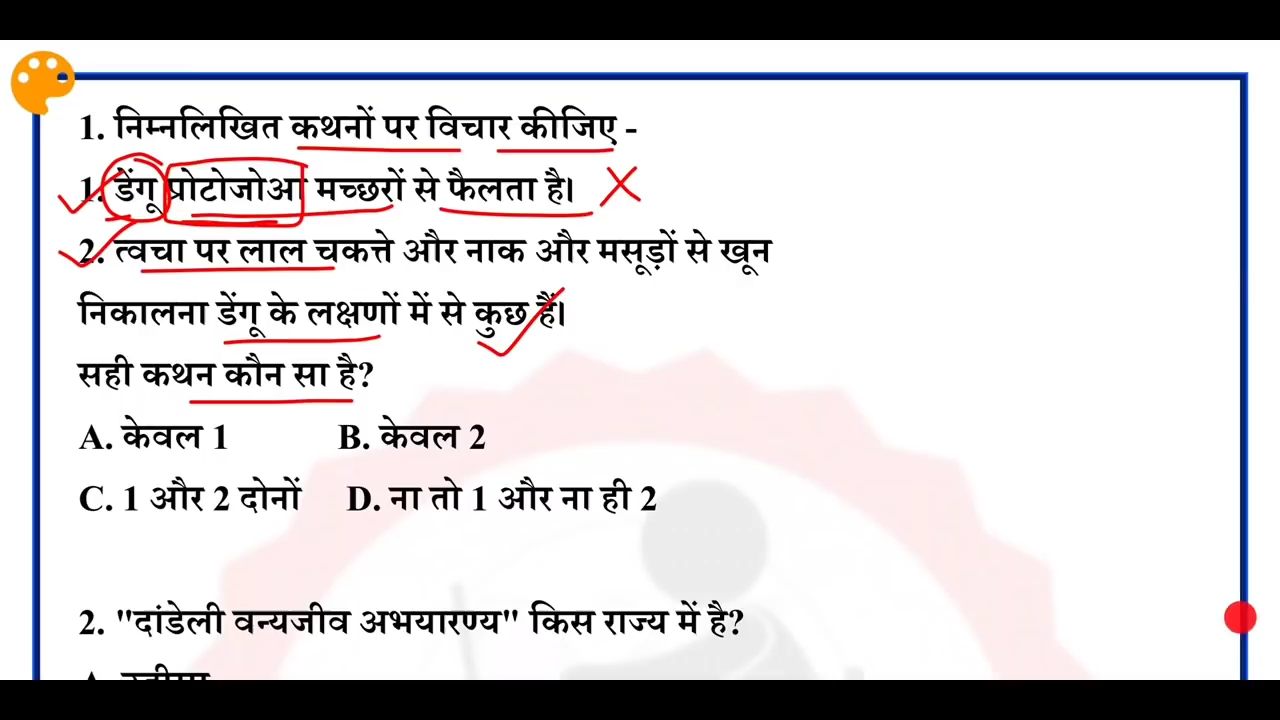 1. निम्नलिखित कथनों पर विचार कीजिए -
1. डेंगू प्रोटोजोआ मच्छरों से फैलता है।
2. त्वचा पर लाल चकत्ते और नाक और मसूड़ों से खून
निकालना डेंगू के लक्षणों में से कुछ हैं।
सही कथन कौन सा है?
A. केवल 1 B. केवल 2
C. 1 और 2 दोनों D. ना तो 1 और ना ही 2
2. "दांडेली वन्यजीव अभयारण्य" किस राज्य में है?